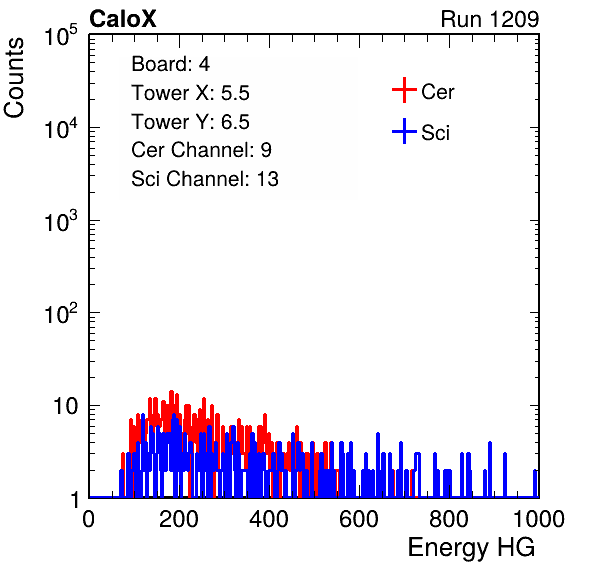 CaloX Run 1209
Counts
Board: 4
Tower X: 5.5
Tower Y: 6.5
Cer Channel: 9
Sci Channel: 13
Cer
Sci
10^5
10^4
10^3
10^2
10
1
0 200 400 600 800 1000
Energy HG